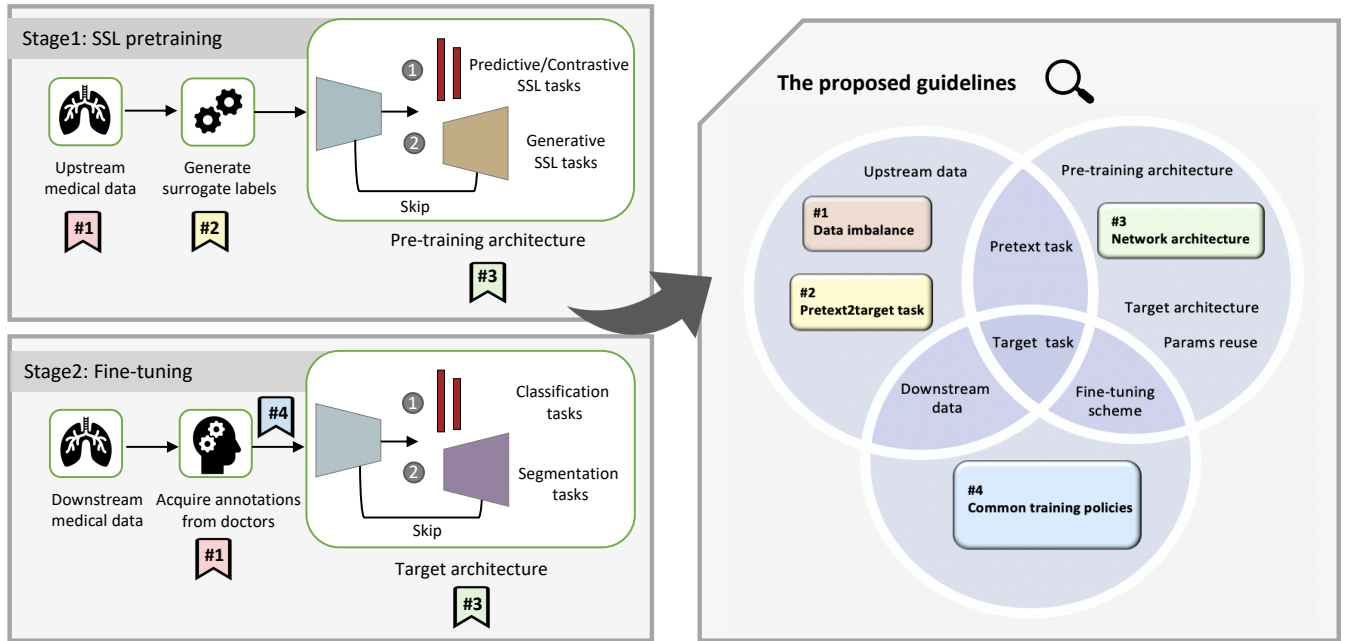 Stage1: SSL pretraining
Upstream
medical data
#1
Generate
surrogate labels
#2
1
Predictive/Contrastive
SSL tasks
2
Generative
SSL tasks
Skip
Pre-training architecture
#3
Stage2: Fine-tuning
Downstream
medical data
Acquire annotations
from doctors
#1
#4
1
Classification
tasks
2
Segmentation
tasks
Skip
Target architecture
#3
The proposed guidelines
Upstream data
#1
Data imbalance
#2
Pretext2target task
Pretext task
Pre-training architecture
#3
Network architecture
Target architecture
Params reuse
Target task
Downstream
data
Fine-tuning
scheme
#4
Common training policies